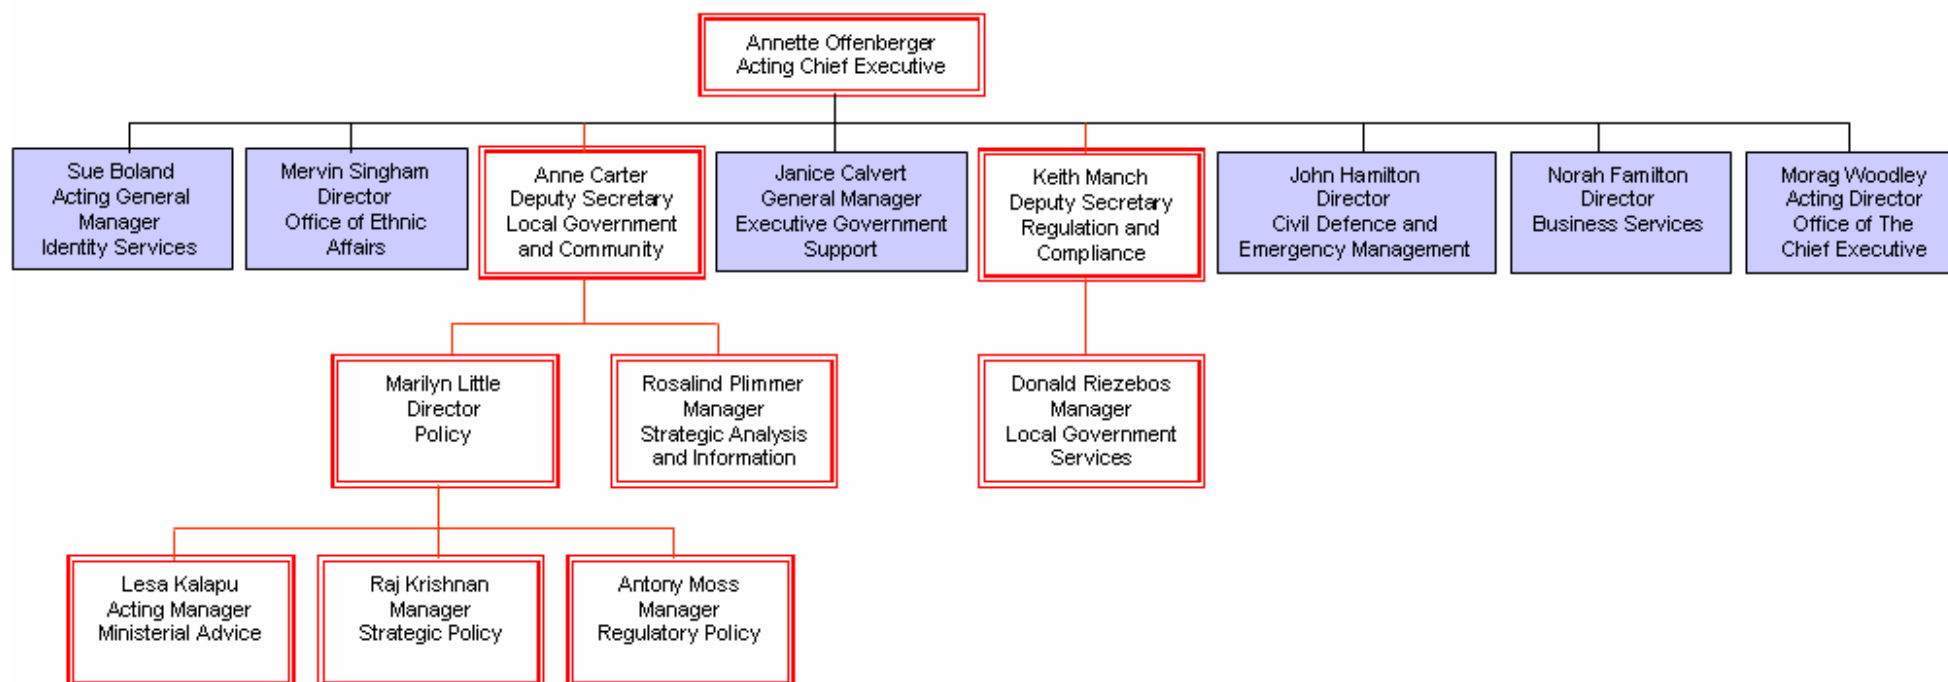 Annette Offenberger
Acting Chief Executive
Sue Boland
Acting General
Manager
Identity Services
Mervin Singham
Director
Office of Ethnic
Affairs
Anne Carter
Deputy Secretary
Local Government
and Community
Janice Calvert
General Manager
Executive Government
Support
Keith Manch
Deputy Secretary
Regulation and
Compliance
John Hamilton
Director
Civil Defence and
Emergency Management
Norah Familton
Director
Business Services
Morag Woodley
Acting Director
Office of The
Chief Executive
Marilyn Little
Director
Policy
Rosalind Plimmer
Manager
Strategic Analysis
and Information
Donald Riezebos
Manager
Local Government
Services
Lesa Kalapu
Acting Manager
Ministerial Advice
Raj Krishnan
Manager
Strategic Policy
Antony Moss
Manager
Regulatory Policy